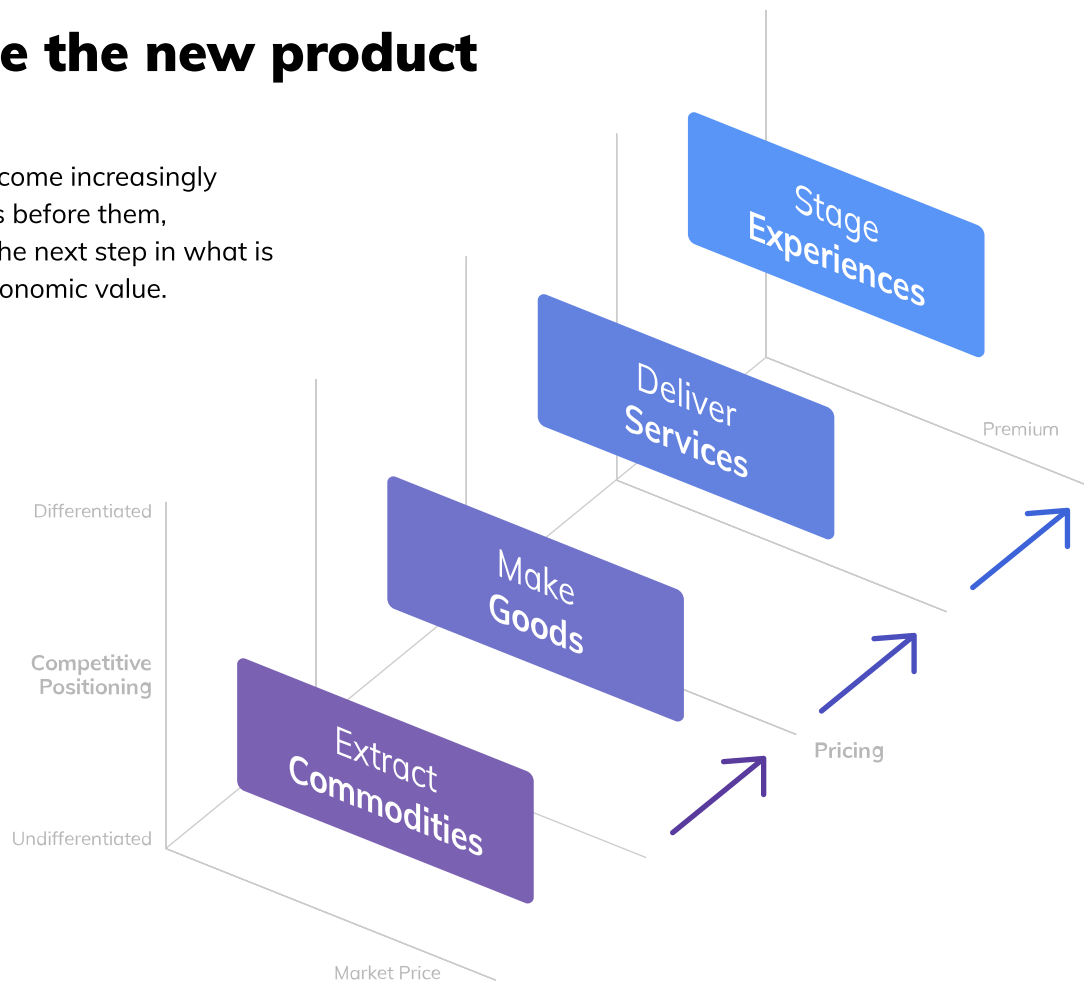 e the new product
come increasingly
s before them,
he next step in what is
onomic value.
Stage
Experiences
Deliver
Services
Premium
Differentiated
Make
Goods
Competitive
Positioning
Extract
Commodities
Pricing
Undifferentiated
Market Price